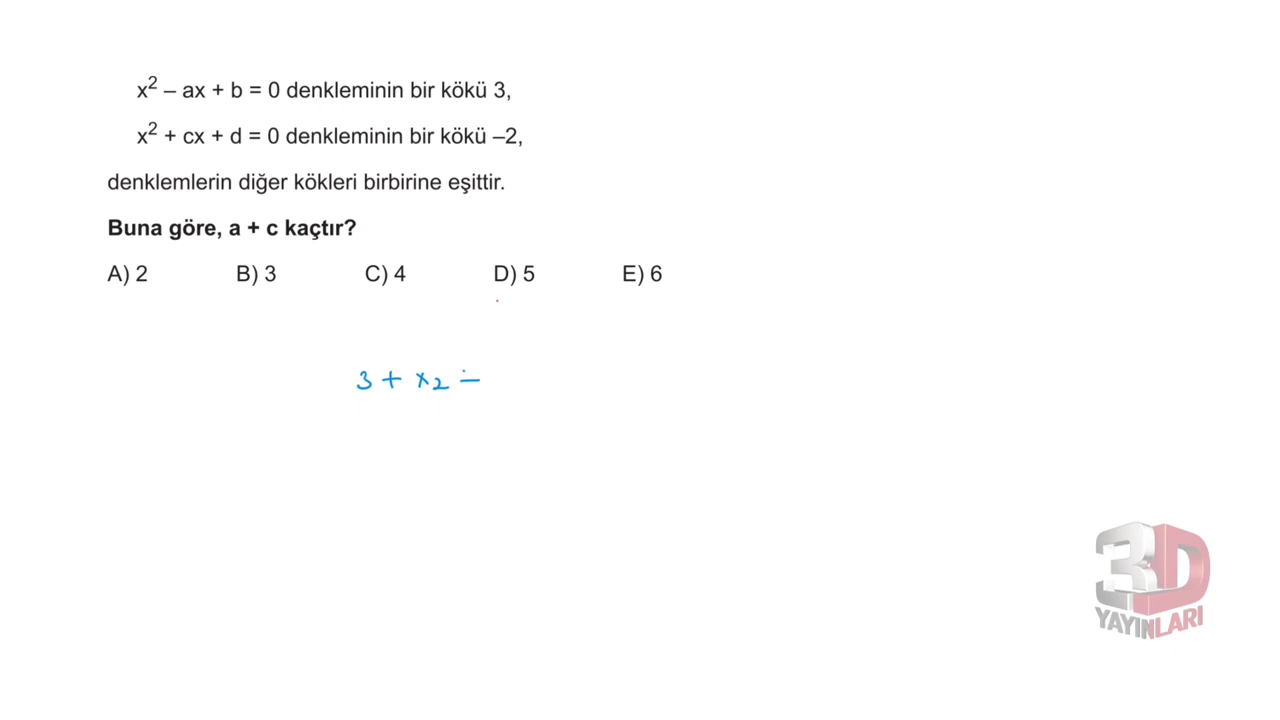 x² – ax + b = 0 denkleminin bir kökü 3,
x² + cx + d = 0 denkleminin bir kökü –2,
denklemlerin diğer kökleri birbirine eşittir.
Buna göre, a + c kaçtır?
A) 2 B) 3 C) 4 D) 5 E) 6
3 + x₂ =
3D
YAYINLARI